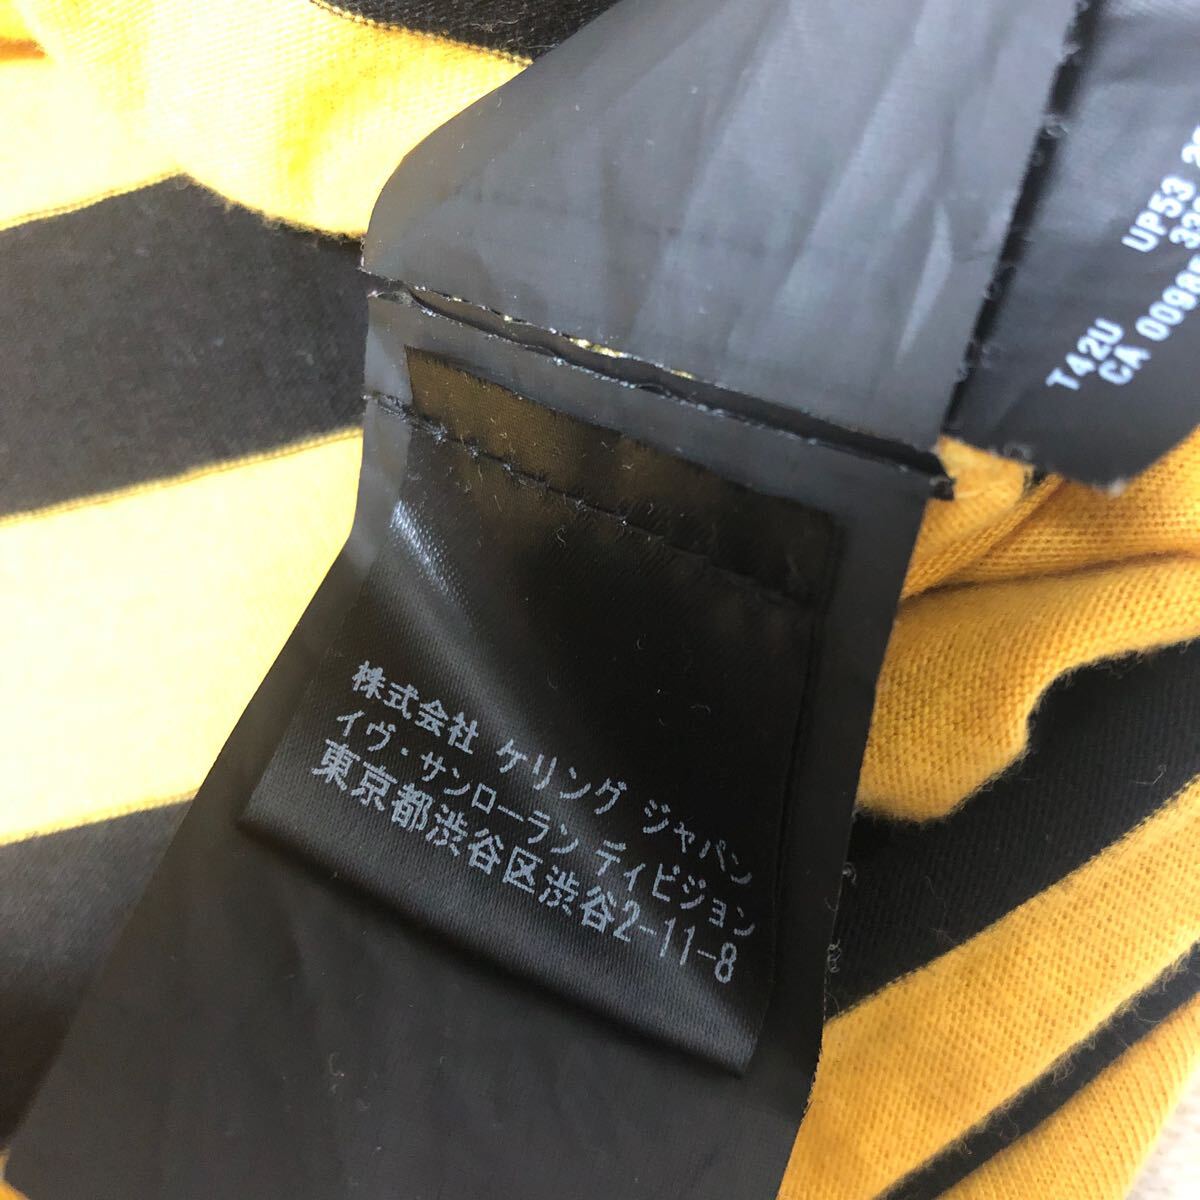 株式会社 ケリング ジャパン
イヴ・サンローラン ディビジョン
東京都渋谷区渋谷2-11-8
UP53
T42U
CA